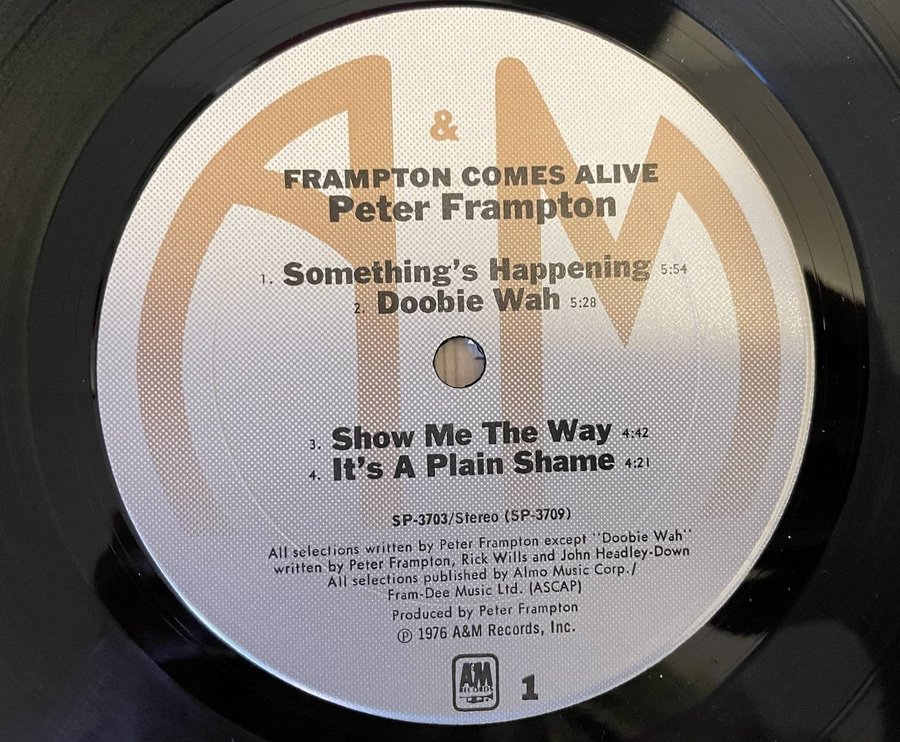 &
FRAMPTON COMES ALIVE
Peter Frampton
1. Something's Happening 5:54
2. Doobie Wah 5:28
3. Show Me The Way 4:42
4. It's A Plain Shame 4:21
SP-3703/Stereo (SP-3709)
All selections written by Peter Frampton except "Doobie Wah"
written by Peter Frampton, Rick Wills and John Headley-Down
All selections published by Almo Music Corp./
Fram-Dee Music Ltd. (ASCAP)
Produced by Peter Frampton
℗ 1976 A&M Records, Inc.
A&M
RECORDS
1